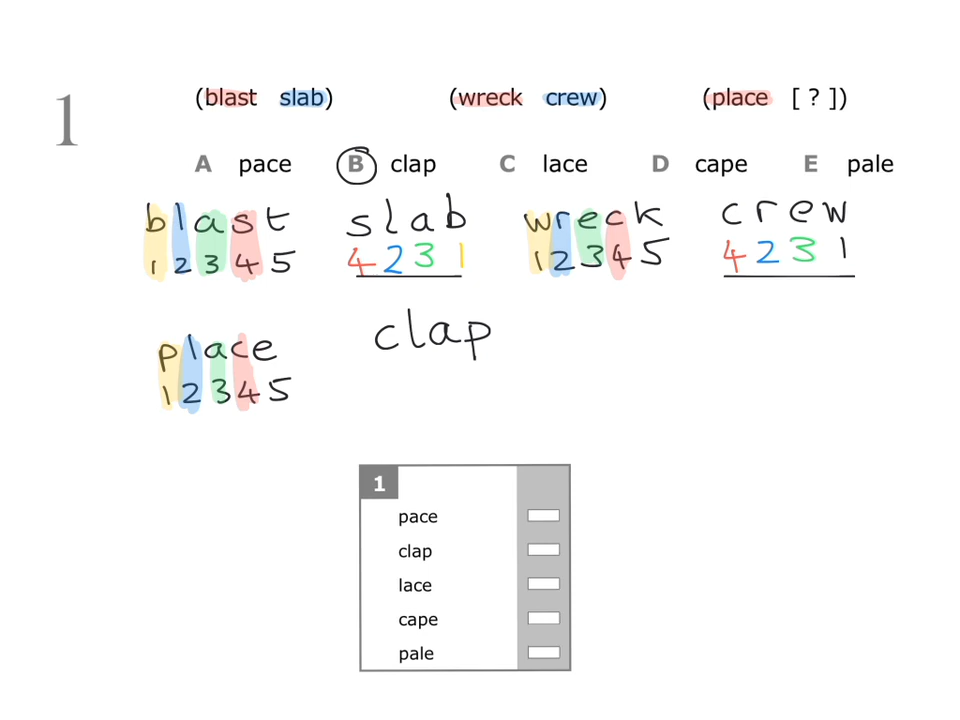 1 (blast slab) (wreck crew) (place [ ? ])
A pace B clap C lace D cape E pale
blast slab wreck crew
12345 4231 12345 4231
place clap
12345
1
pace
clap
lace
cape
pale